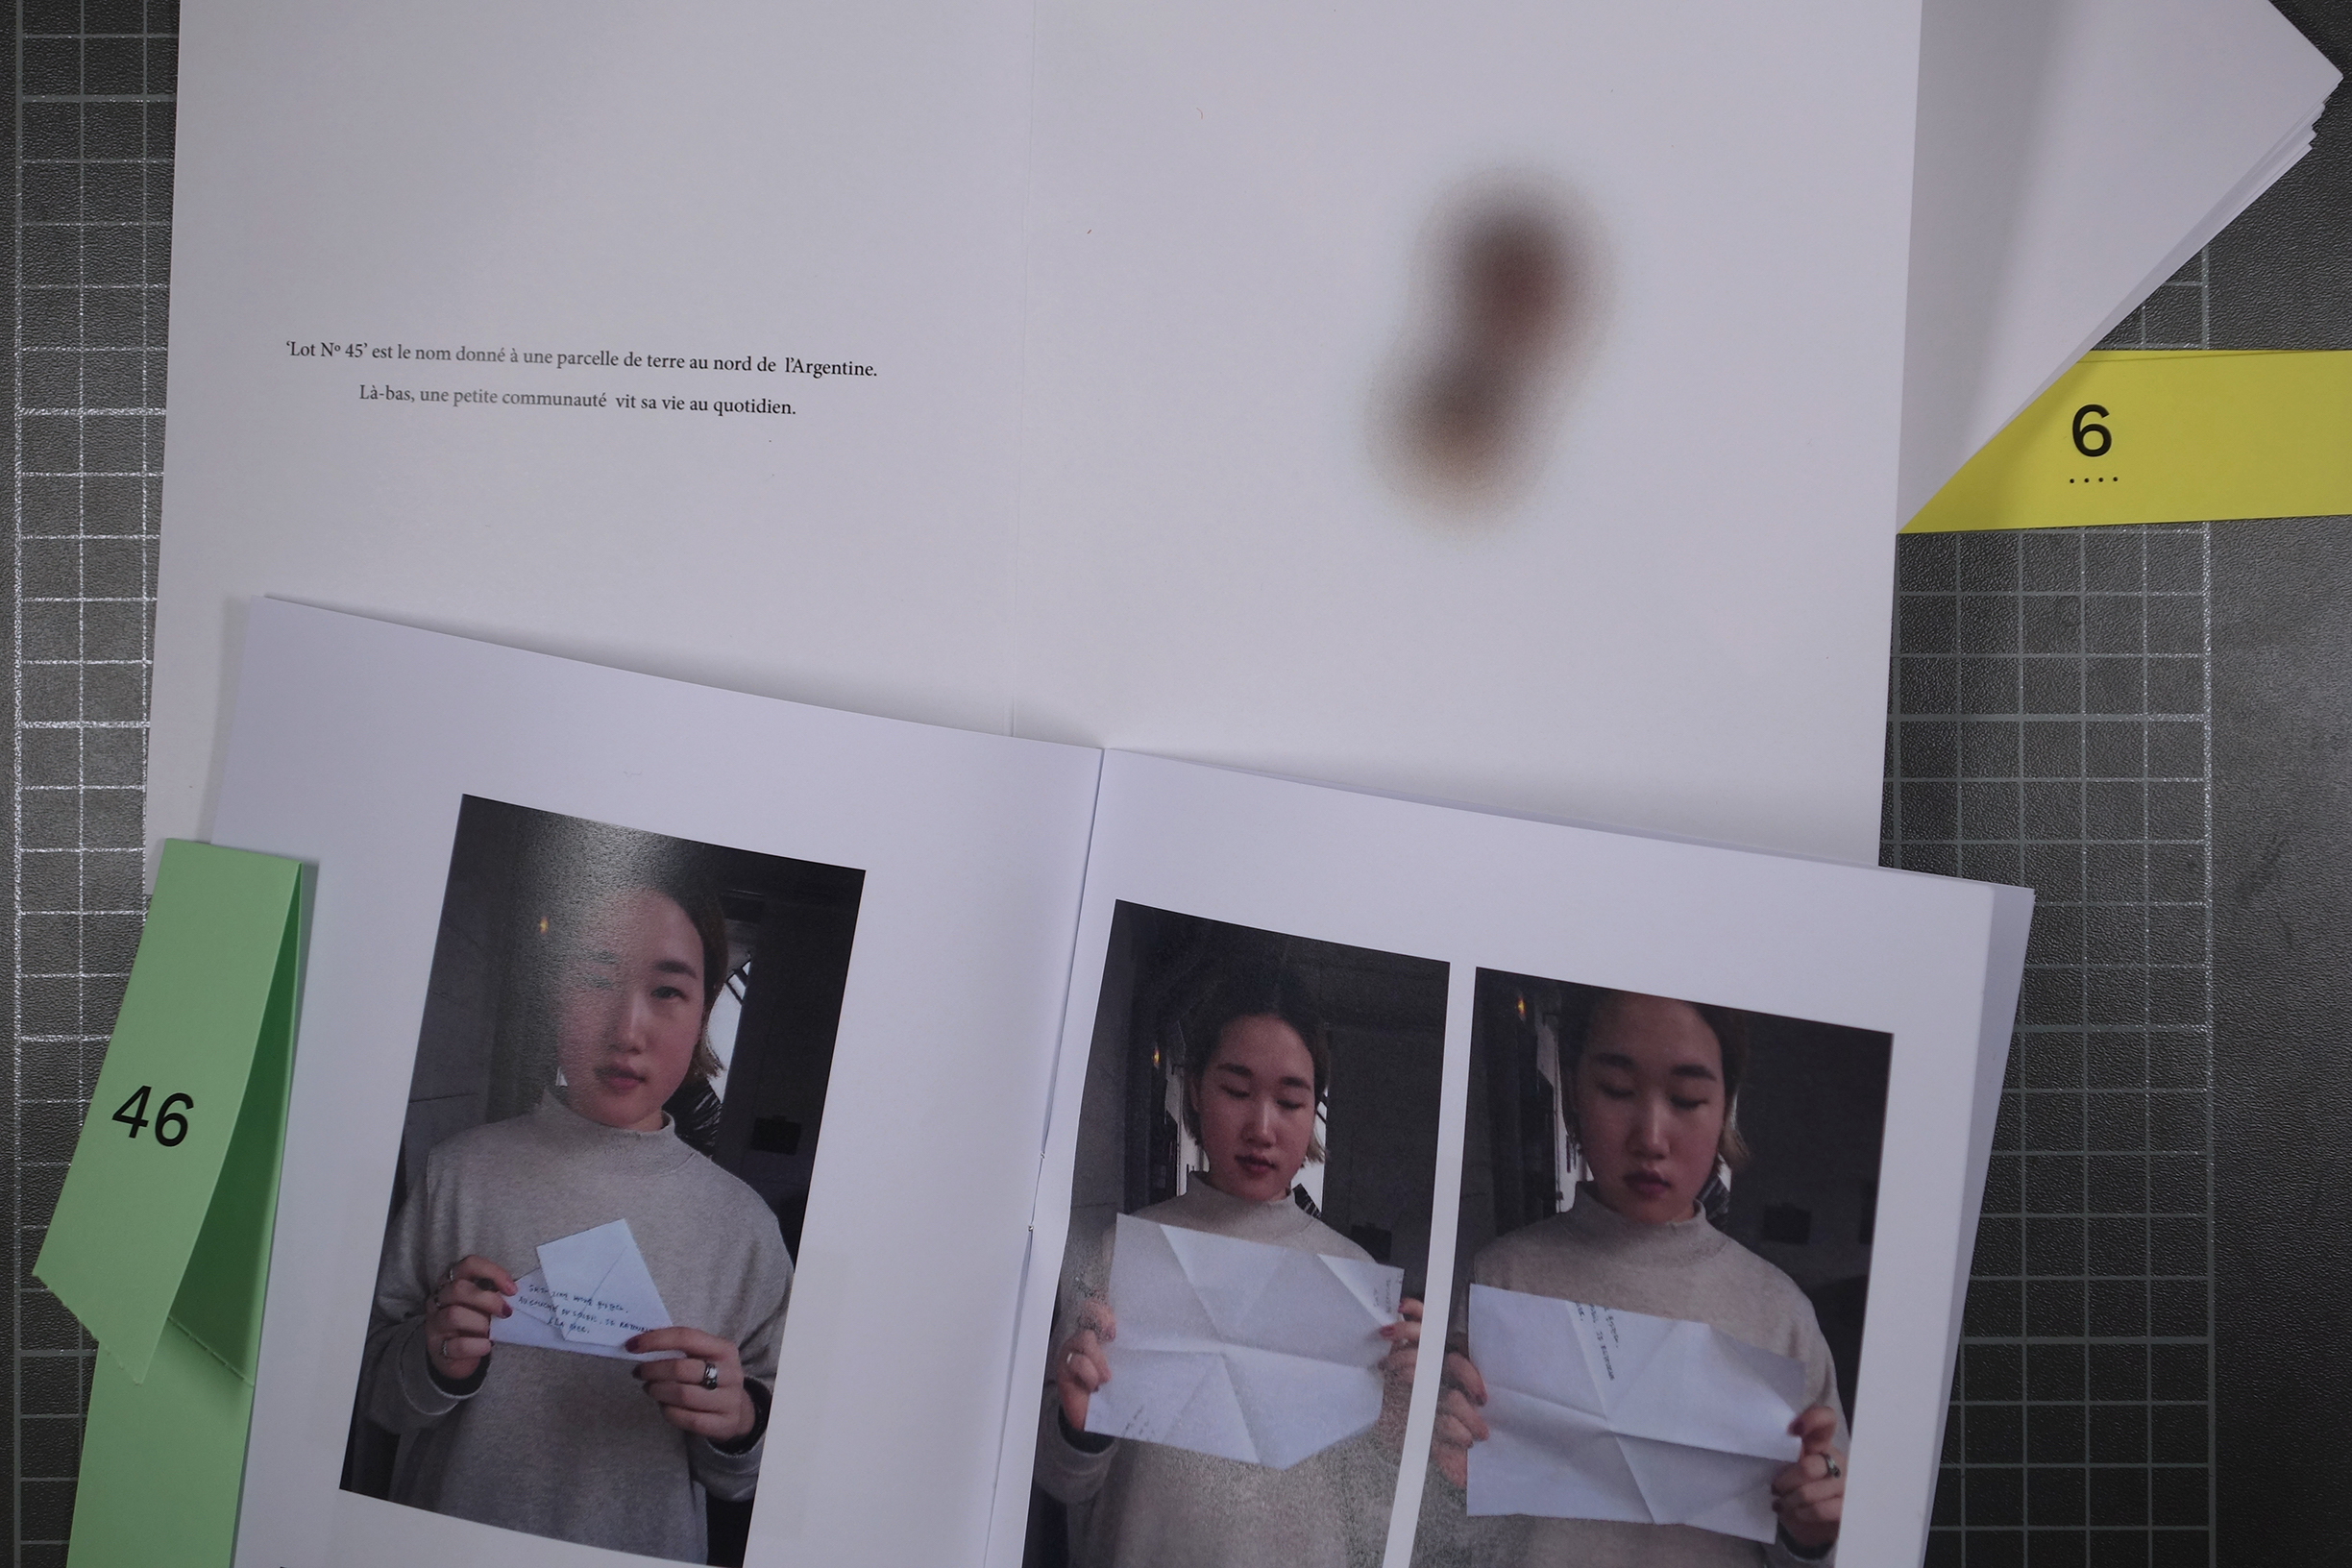 ‘Lot Nº 45’ est le nom donné à une parcelle de terre au nord de l’Argentine.
Là-bas, une petite communauté vit sa vie au quotidien.
6
46